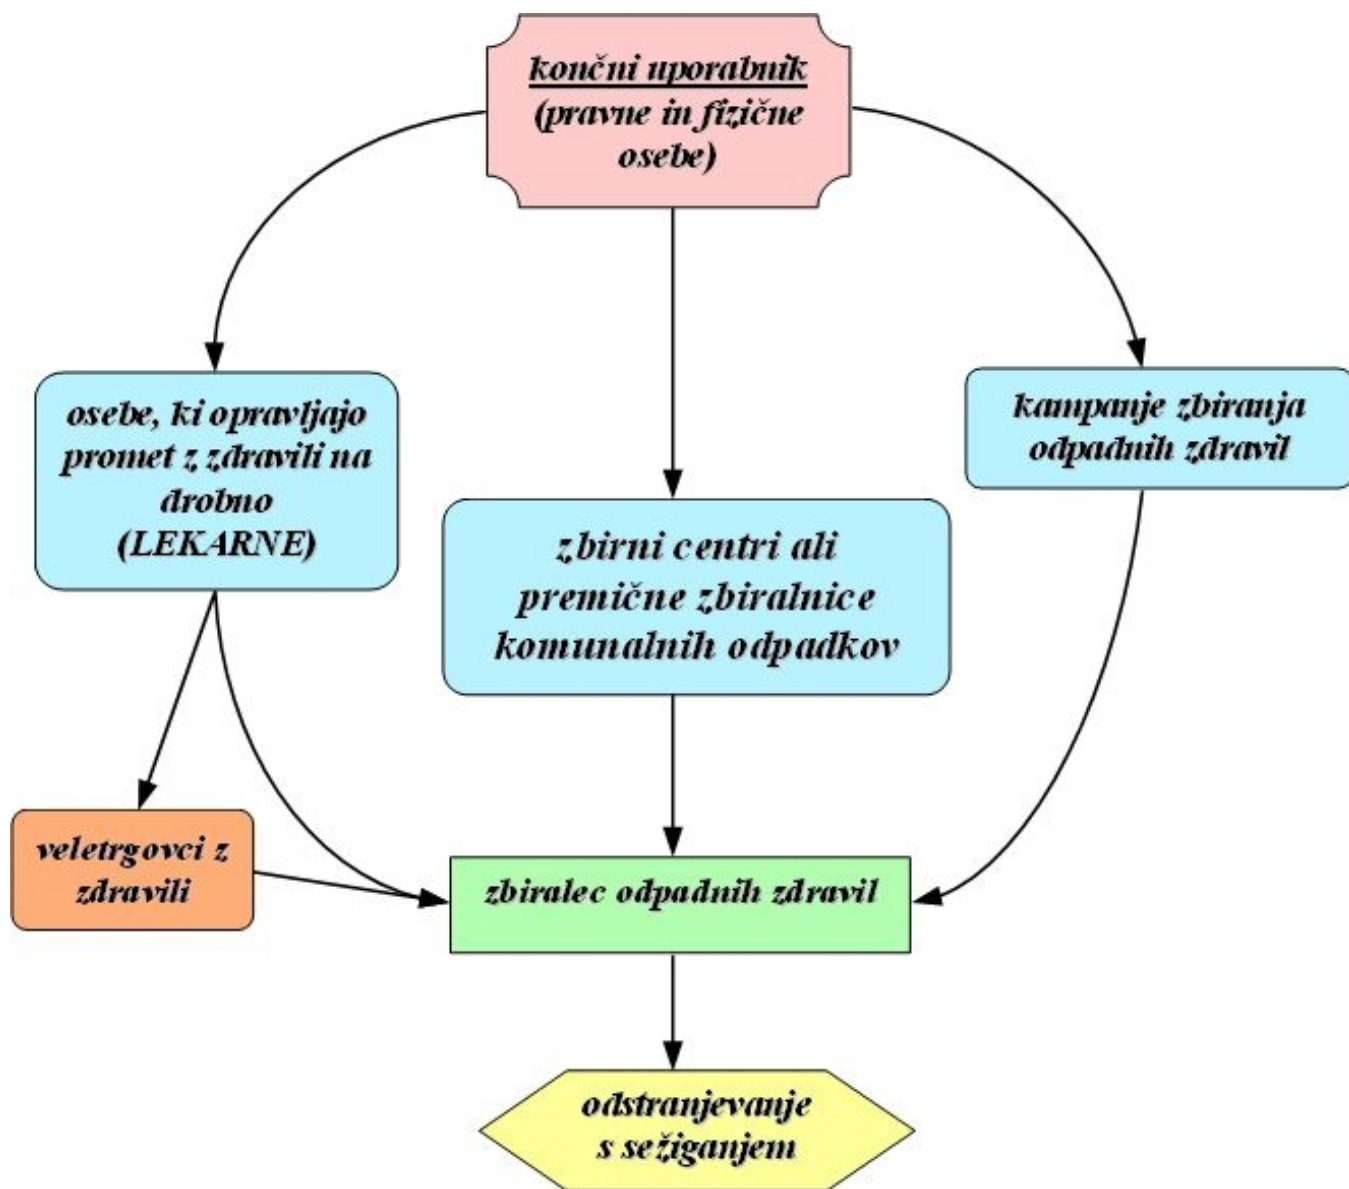 končni uporabnik
(pravne in fizične
osebe)
osebe, ki opravljajo
promet z zdravili na
drobno
(LEKARNE)
zbirni centri ali
premične zbiralnice
komunalnih odpadkov
kampanje zbiranja
odpadnih zdravil
veletrgovci z
zdravili
zbiralec odpadnih zdravil
odstranjevanje
s sežiganjem